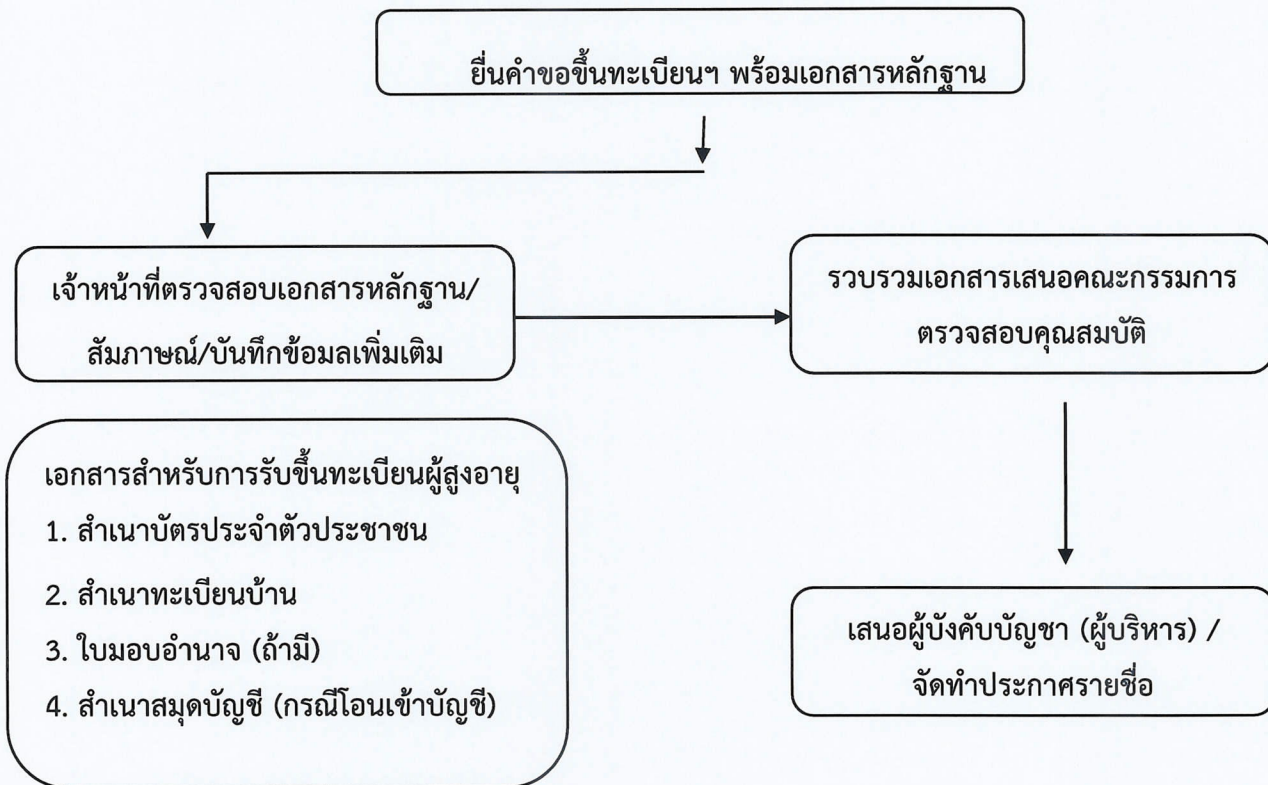 ยื่นคำขอขึ้นทะเบียนฯ พร้อมเอกสารหลักฐาน
เจ้าหน้าที่ตรวจสอบเอกสารหลักฐาน/
สัมภาษณ์/บันทึกข้อมลเพิ่มเติม
รวบรวมเอกสารเสนอคณะกรรมการ
ตรวจสอบคุณสมบัติ
เอกสารสำหรับการรับขึ้นทะเบียนผู้สูงอายุ
1. สำเนาบัตรประจำตัวประชาชน
2. สำเนาทะเบียนบ้าน
3. ใบมอบอำนาจ (ถ้ามี)
4. สำเนาสมุดบัญชี (กรณีโอนเข้าบัญชี)
เสนอผู้บังคับบัญชา (ผู้บริหาร) /
จัดทำประกาศรายชื่อ